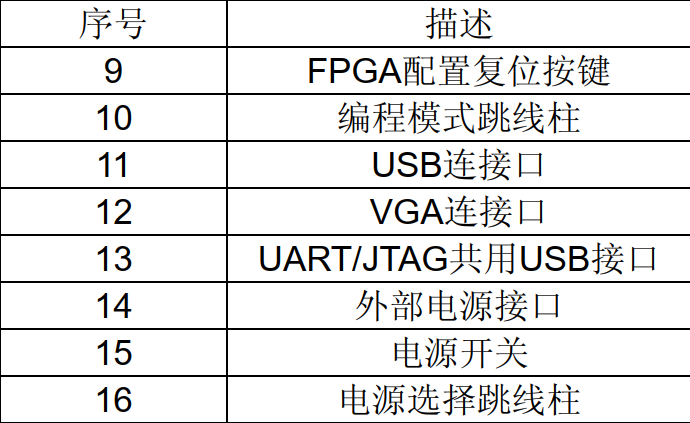 序号 描述
9 FPGA配置复位按键
10 编程模式跳线柱
11 USB连接口
12 VGA连接口
13 UART/JTAG共用USB接口
14 外部电源接口
15 电源开关
16 电源选择跳线柱